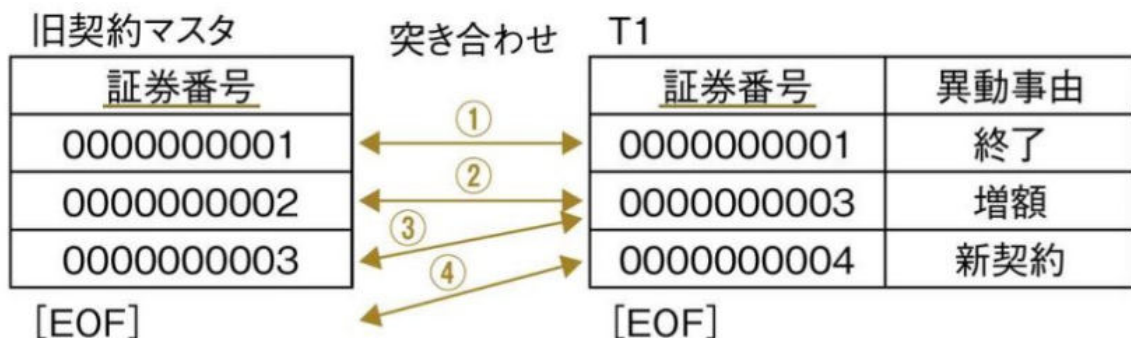 旧契約マスタ 突き合わせ T1
証券番号 証券番号 異動事由
0000000001 ① 0000000001 終了
0000000002 ② 0000000003 増額
0000000003 ③ 0000000004 新契約
④
[EOF] [EOF]